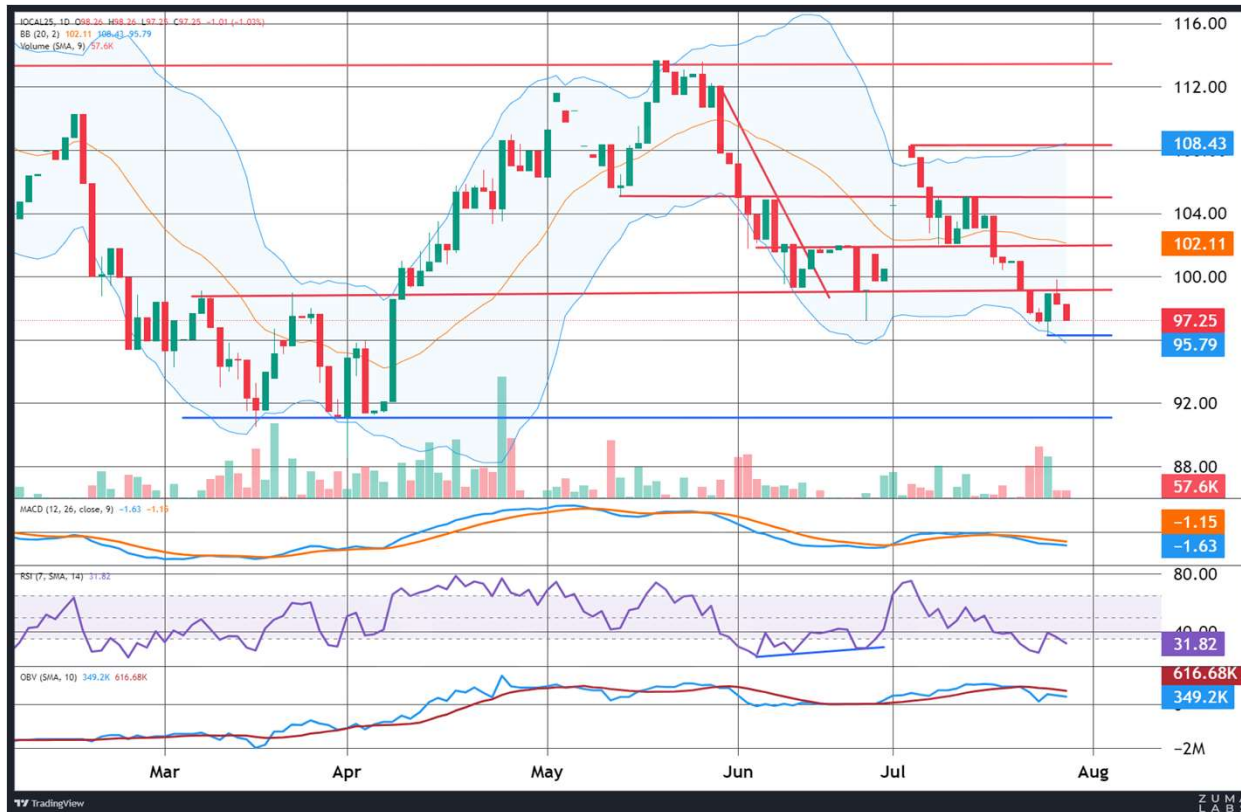 IOCAL25, 1D O98.26 H98.26 L97.25 C97.25 −1.01 (−1.03%)
BB (20, 2) 102.11 108.43 95.79
Volume (SMA, 9) 57.6K
116.00
112.00
108.43
104.00
102.11
100.00
97.25
95.79
92.00
88.00
57.6K
MACD (12, 26, close, 9) −1.63 −1.15
−1.15
−1.63
RSI (7, SMA, 14) 31.82
80.00
40.00
31.82
OBV (SMA, 10) 349.2K 616.68K
616.68K
349.2K
−2M
Mar Apr May Jun Jul Aug
TradingView